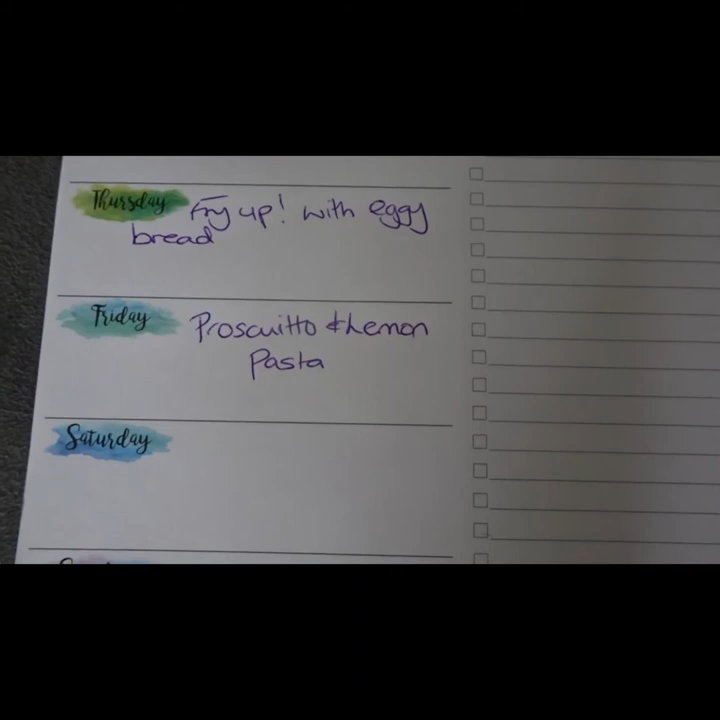 Thursday Fry up! with eggy
bread
Friday Proscuitto & Lemon
Pasta
Saturday